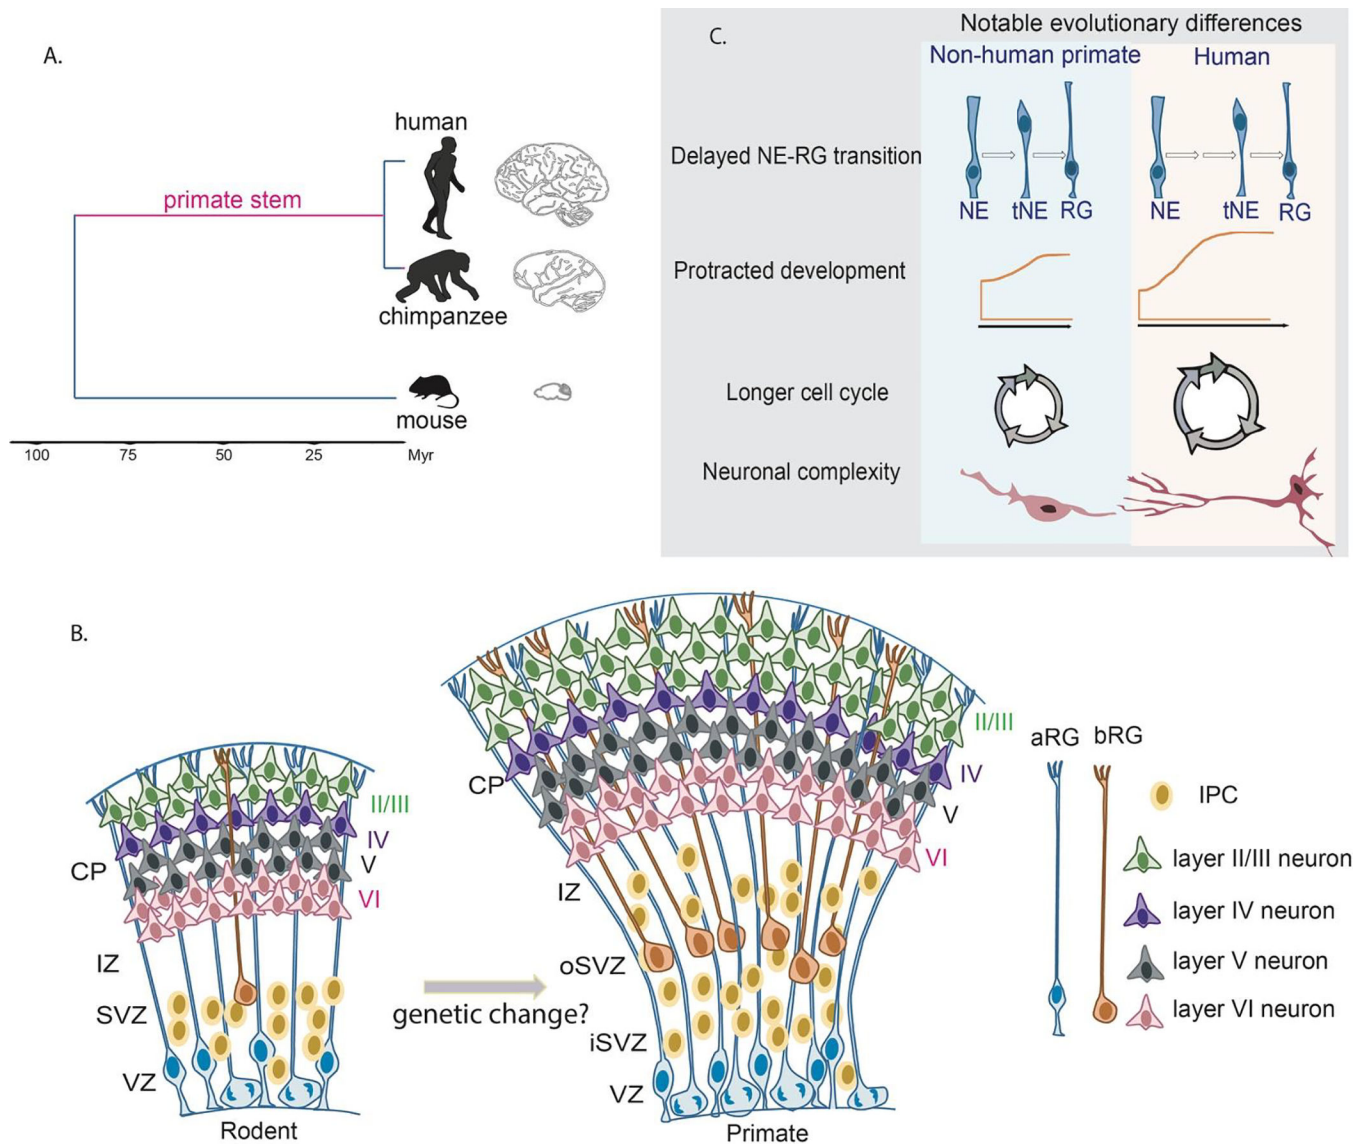 A.
human
primate stem
chimpanzee
mouse
100 75 50 25 Myr
C.
Notable evolutionary differences
Non-human primate Human
Delayed NE-RG transition
NE tNE RG NE tNE RG
Protracted development
Longer cell cycle
Neuronal complexity
B.
II/III
IV
V
VI
CP
IZ
SVZ
VZ
Rodent
genetic change?
II/III
IV
V
VI
CP
IZ
oSVZ
iSVZ
VZ
Primate
aRG bRG
IPC
layer II/III neuron
layer IV neuron
layer V neuron
layer VI neuron